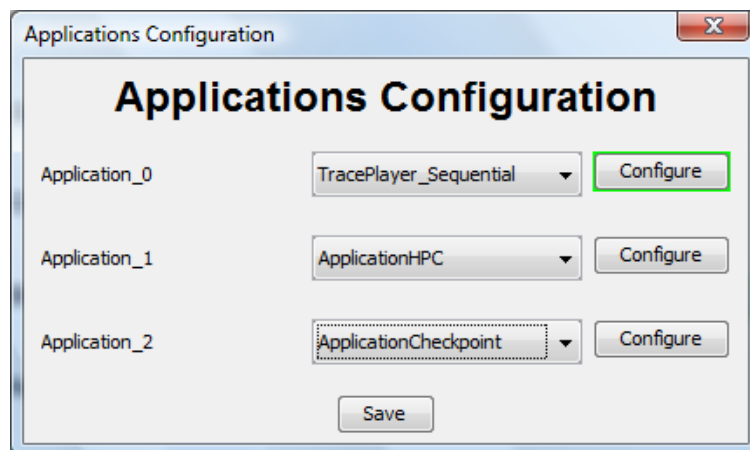 Applications Configuration
Applications Configuration
Application_0 TracePlayer_Sequential Configure
Application_1 ApplicationHPC Configure
Application_2 ApplicationCheckpoint Configure
Save